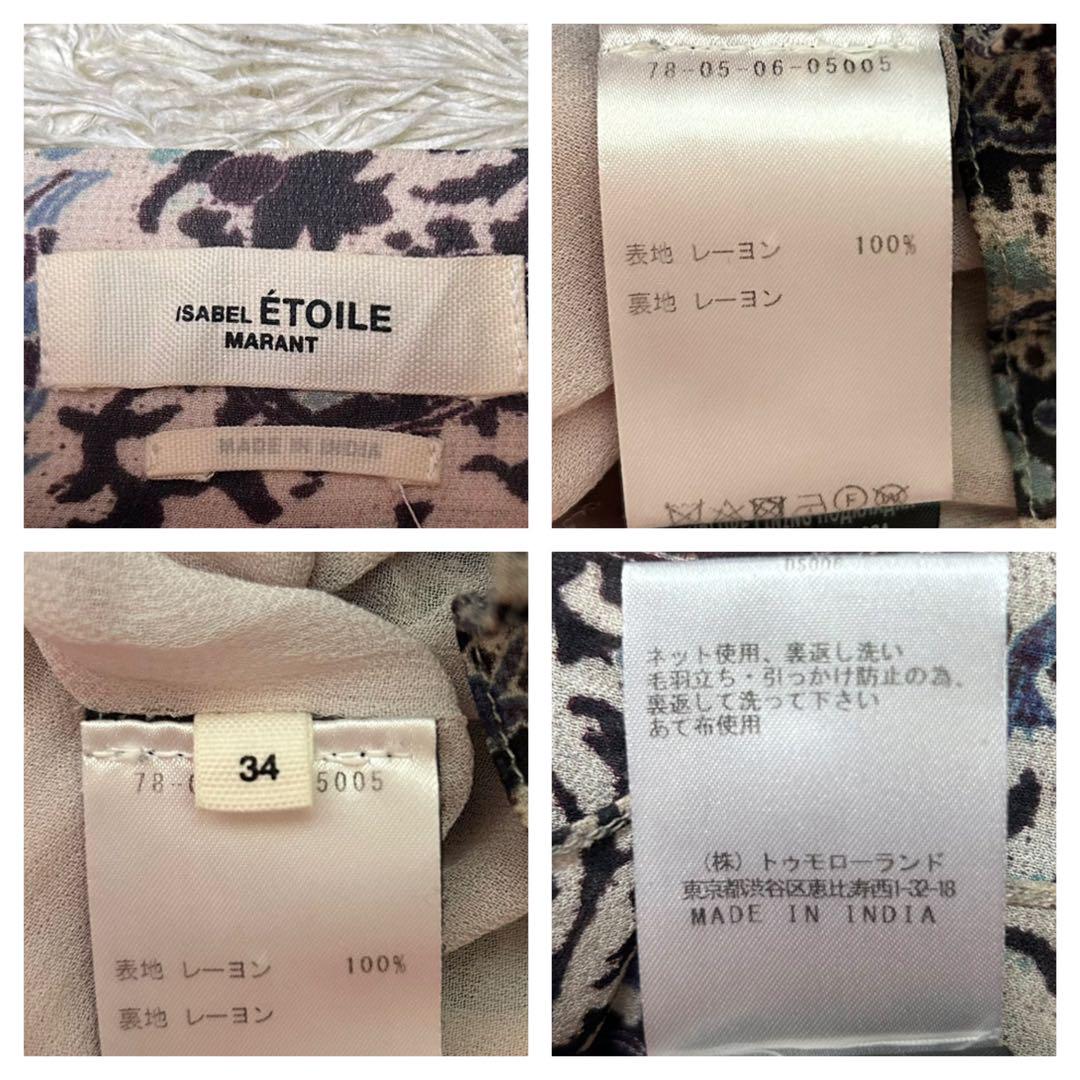 ISABEL ÉTOILE
MARANT
MADE IN INDIA
78-05-06-05005
表地 レーヨン 100%
裏地 レーヨン
F
W
34
5005
表地 レーヨン 100%
裏地 レーヨン
ネット使用、裏返し洗い
毛羽立ち・引っかけ防止の為、
裏返して洗って下さい
あて布使用
(株) トゥモローランド
東京都渋谷区恵比寿西1-32-18
MADE IN INDIA